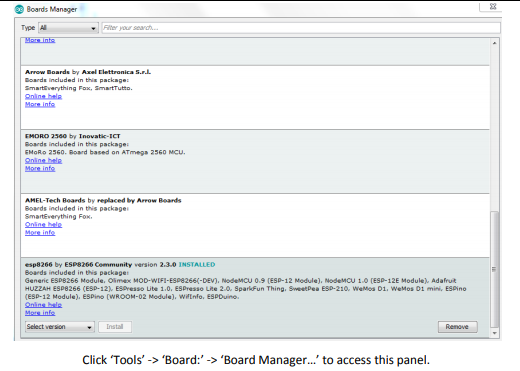 Boards Manager
Type All Filter your search...
More info
Arrow Boards by Axel Elettronica S.r.l.
Boards included in this package:
SmartEverything Fox, SmartTutto.
Online help
More info
EMORO 2560 by Inovatic-ICT
Boards included in this package:
EMoRo 2560. Board based on ATmega 2560 MCU.
Online help
More info
AMEL-Tech Boards by replaced by Arrow Boards
Boards included in this package:
SmartEverything Fox.
Online help
More info
esp8266 by ESP8266 Community version 2.3.0 INSTALLED
Boards included in this package:
Generic ESP8266 Module, Olimex MOD-WIFI-ESP8266(-DEV), NodeMCU 0.9 (ESP-12 Module), NodeMCU 1.0 (ESP-12E Module), Adafruit
HUZZAH ESP8266 (ESP-12), ESPresso Lite 1.0, ESPresso Lite 2.0, SparkFun Thing, SweetPea ESP-210, WeMos D1, WeMos D1 mini, ESPino
(ESP-12 Module), ESPino (WROOM-02 Module), WifInfo, ESPDuino.
Online help
More info
Select version Install Remove
Click ‘Tools’ -> ‘Board:’ -> ‘Board Manager…’ to access this panel.